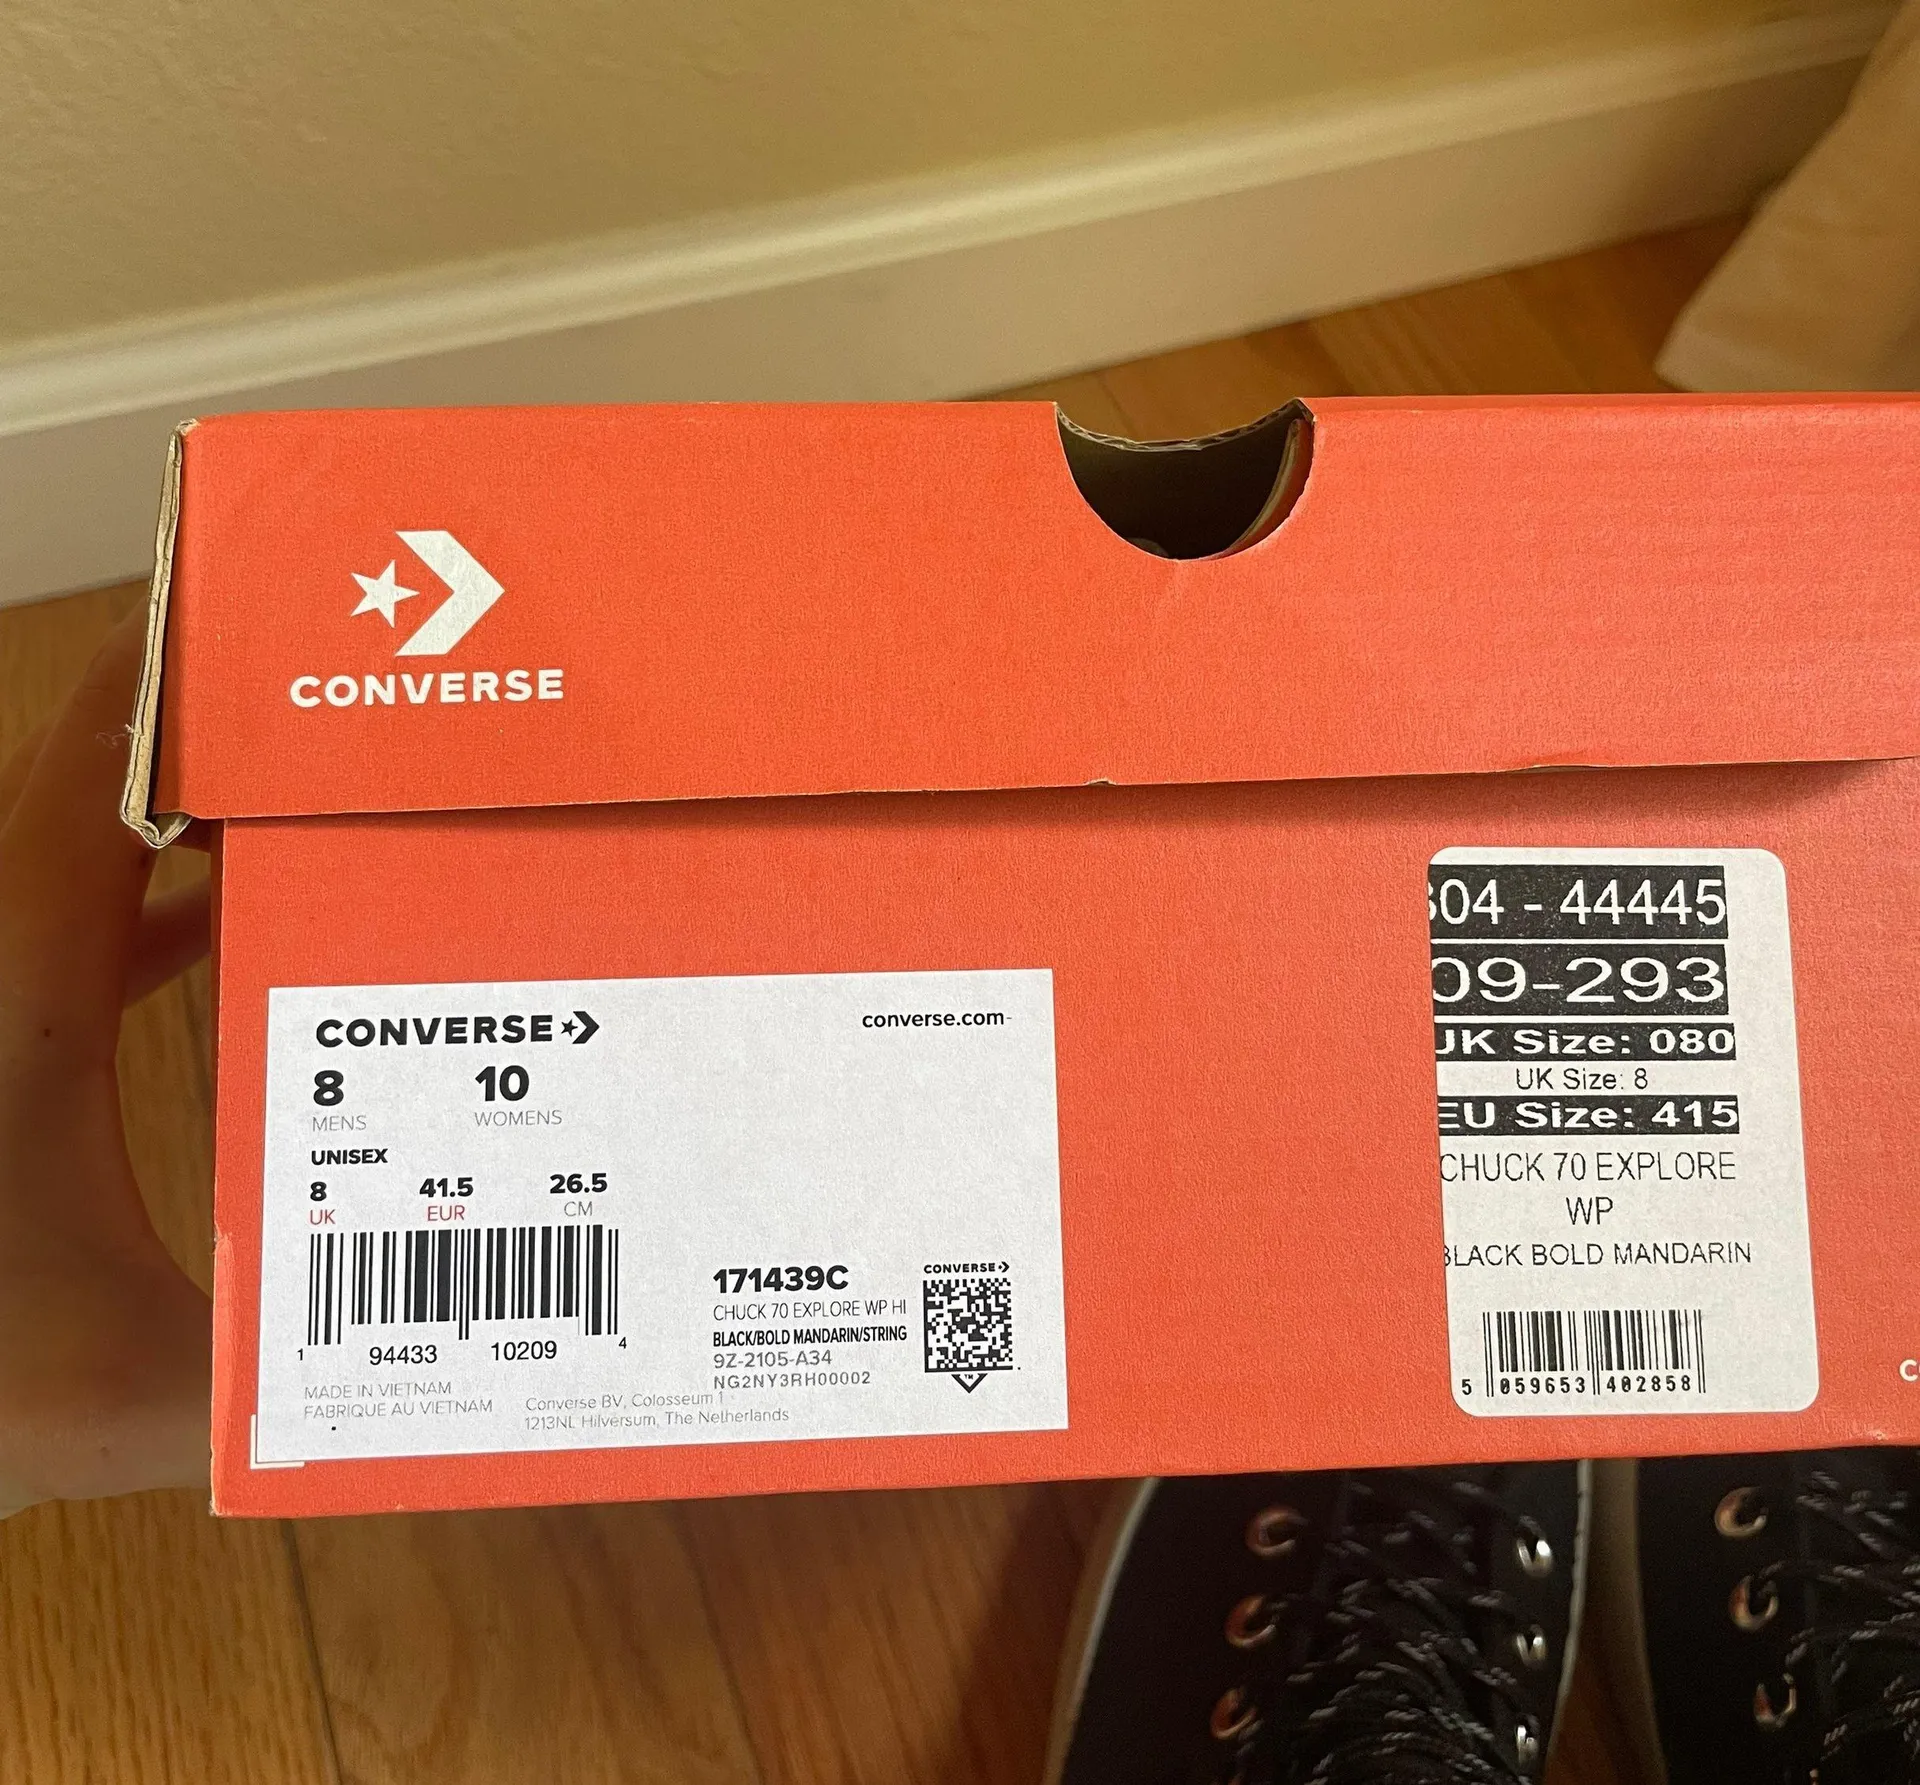 CONVERSE
CONVERSE
converse.com
8 10
MENS WOMENS
UNISEX
8 41.5 26.5
UK EUR CM
1 94433 10209 4
MADE IN VIETNAM
FABRIQUE AU VIETNAM
Converse BV, Colosseum 1
1213NL Hilversum, The Netherlands
171439C
CHUCK 70 EXPLORE WP HI
BLACK/BOLD MANDARIN/STRING
9Z-2105-A34
NG2NY3RH00002
CONVERSE
TM
04 - 44445
09-293
UK Size: 080
UK Size: 8
EU Size: 415
CHUCK 70 EXPLORE
WP
BLACK BOLD MANDARIN
5 059653 402858